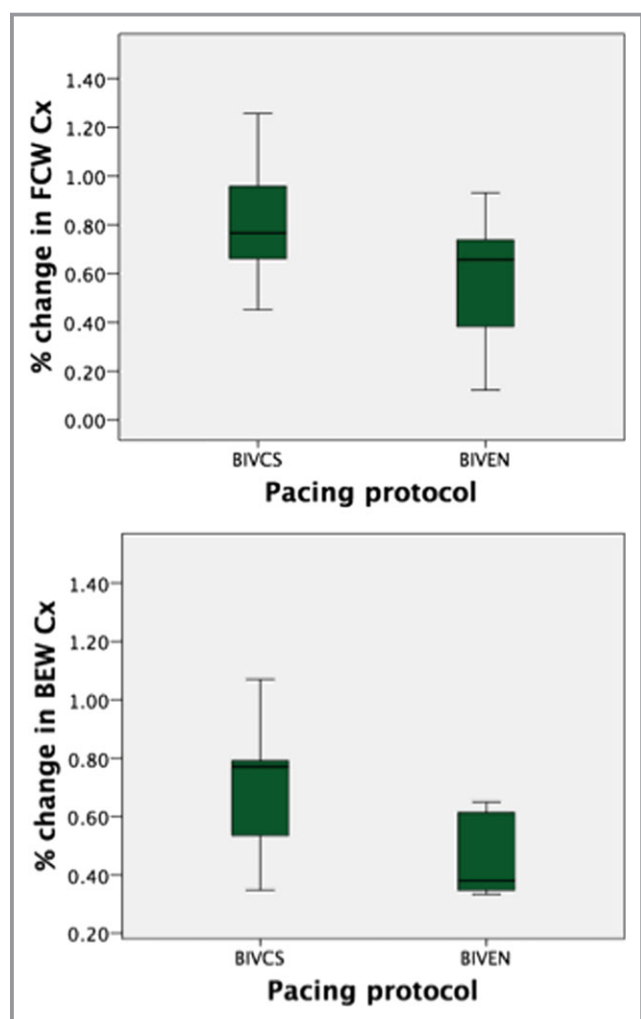 % change in FCW Cx
1.40
1.20
1.00
0.80
0.60
0.40
0.20
0.00
BIVCS BIVEN
Pacing protocol
% change in BEW Cx
1.40
1.20
1.00
0.80
0.60
0.40
0.20
BIVCS BIVEN
Pacing protocol